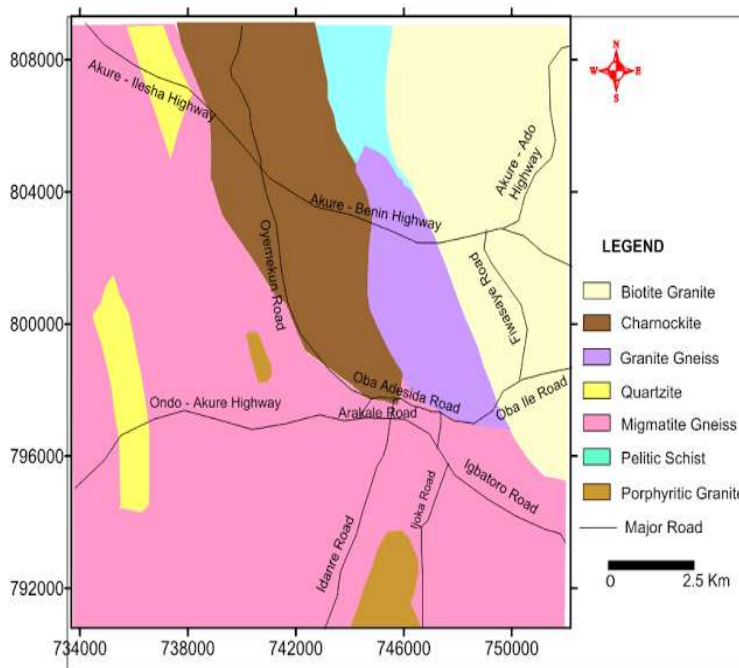 808000
804000
800000
796000
792000
734000 738000 742000 746000 750000
Akure - Ilesha Highway
Akure - Ado
Highway
Akure - Benin Highway
Oyemekun Road
Fiwasaye Road
Oba Adesida Road
Oba Ile Road
Ondo - Akure Highway
Arakale Road
Igbatoro Road
Ijoka Road
Idanre Road
N
W E
S
LEGEND
Biotite Granite
Charnockite
Granite Gneiss
Quartzite
Migmatite Gneiss
Pelitic Schist
Porphyritic Granite
Major Road
0 2.5 Km